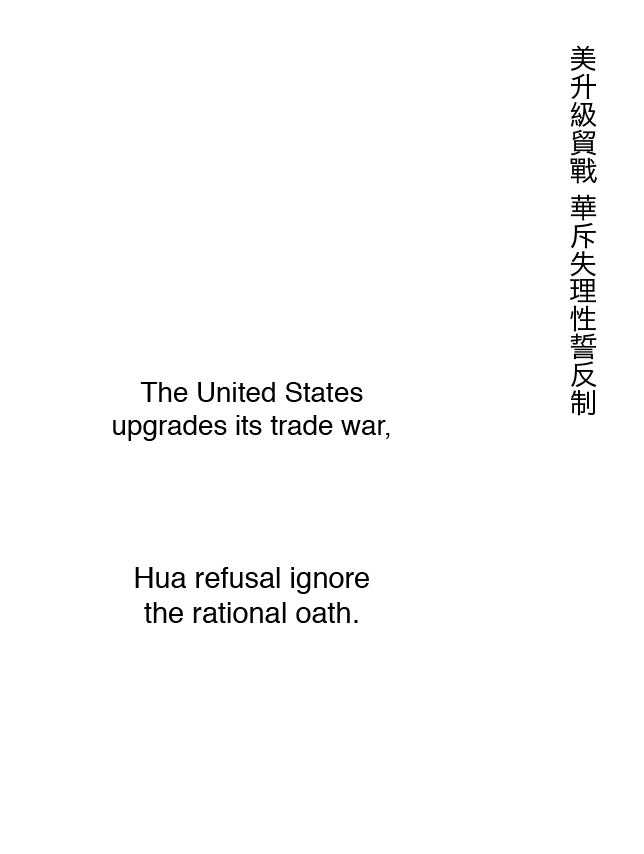 美升級貿戰 華斥失理性誓反制
The United States
upgrades its trade war,
Hua refusal ignore
the rational oath.